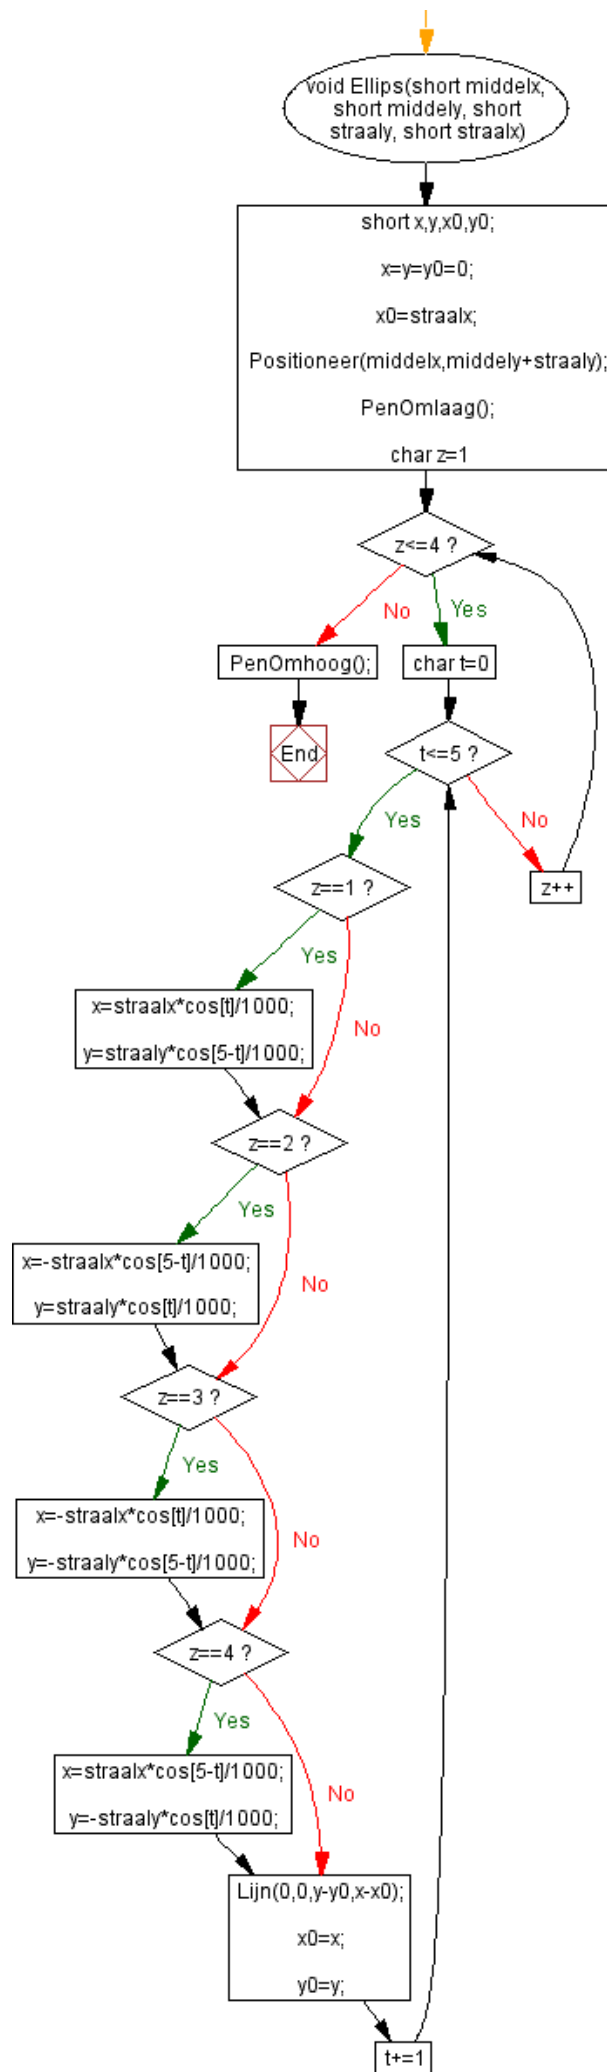 void Ellips(short middelx,
short middely, short
straaly, short straalx)
short x,y,x0,y0;
x=y=y0=0;
x0=straalx;
Positioneer(middelx,middely+straaly);
PenOmlaag();
char z=1
z<=4 ?
No
Yes
PenOmhoog();
char t=0
End
t<=5 ?
Yes
No
z++
z==1 ?
Yes
No
x=straalx*cos[t]/1000;
y=straaly*cos[5-t]/1000;
z==2 ?
Yes
No
x=-straalx*cos[5-t]/1000;
y=straaly*cos[t]/1000;
z==3 ?
Yes
No
x=-straalx*cos[t]/1000;
y=-straaly*cos[5-t]/1000;
z==4 ?
Yes
No
x=straalx*cos[5-t]/1000;
y=-straaly*cos[t]/1000;
Lijn(0,0,y-y0,x-x0);
x0=x;
y0=y;
t+=1